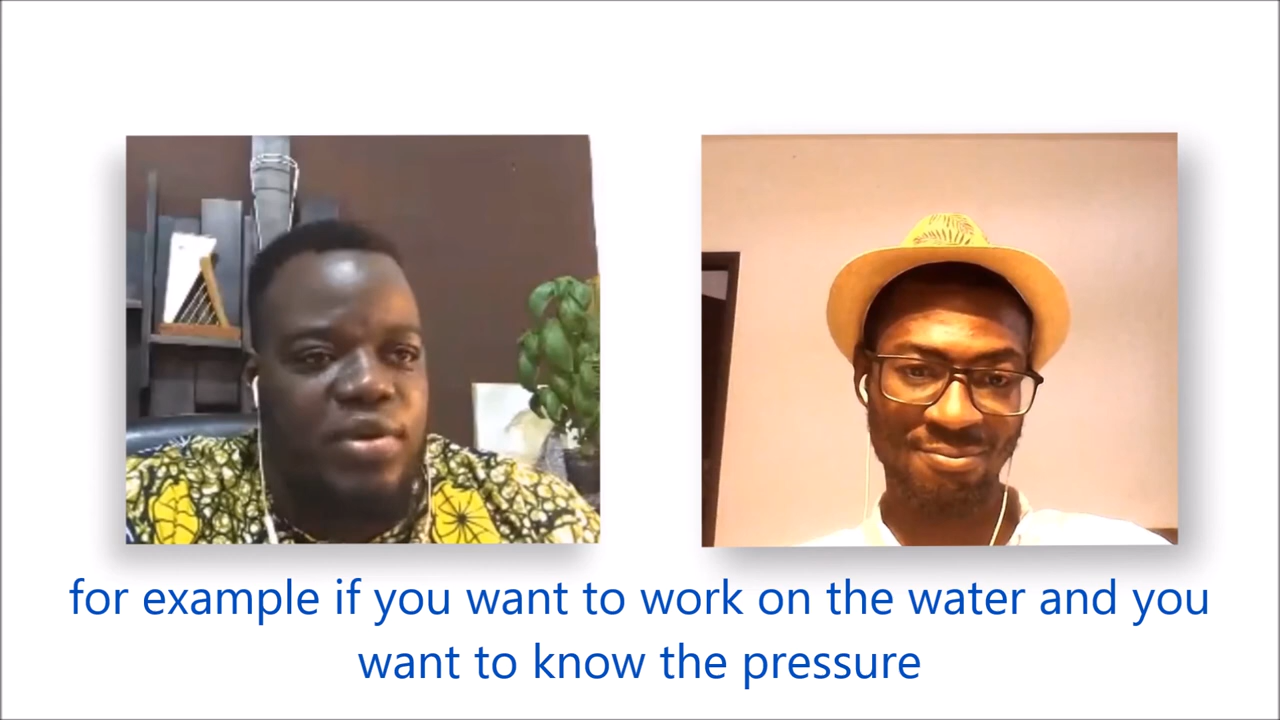 for example if you want to work on the water and you
want to know the pressure